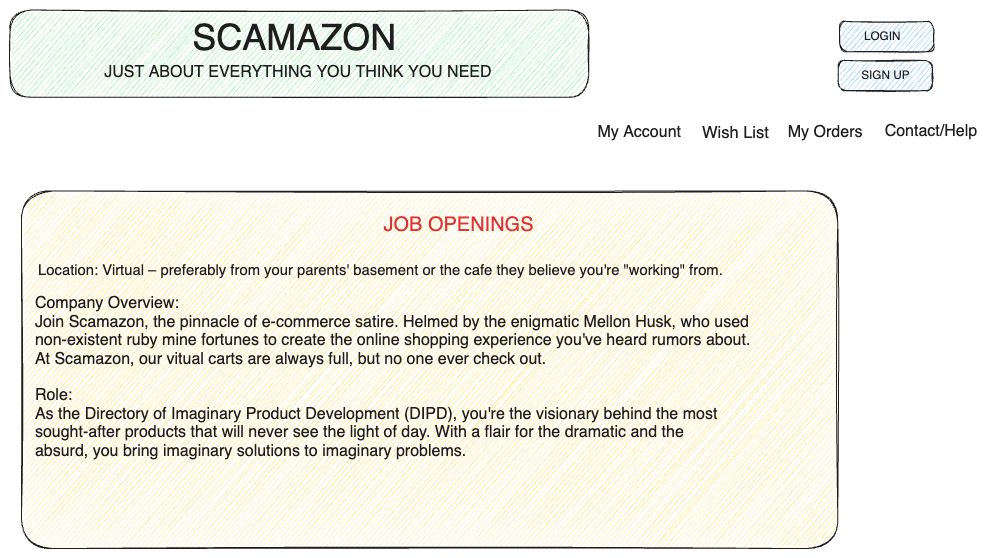 SCAMAZON
JUST ABOUT EVERYTHING YOU THINK YOU NEED
LOGIN
SIGN UP
My Account Wish List My Orders Contact/Help
JOB OPENINGS
Location: Virtual – preferably from your parents' basement or the cafe they believe you're "working" from.
Company Overview:
Join Scamazon, the pinnacle of e-commerce satire. Helmed by the enigmatic Mellon Husk, who used
non-existent ruby mine fortunes to create the online shopping experience you've heard rumors about.
At Scamazon, our vitual carts are always full, but no one ever check out.
Role:
As the Directory of Imaginary Product Development (DIPD), you're the visionary behind the most
sought-after products that will never see the light of day. With a flair for the dramatic and the
absurd, you bring imaginary solutions to imaginary problems.